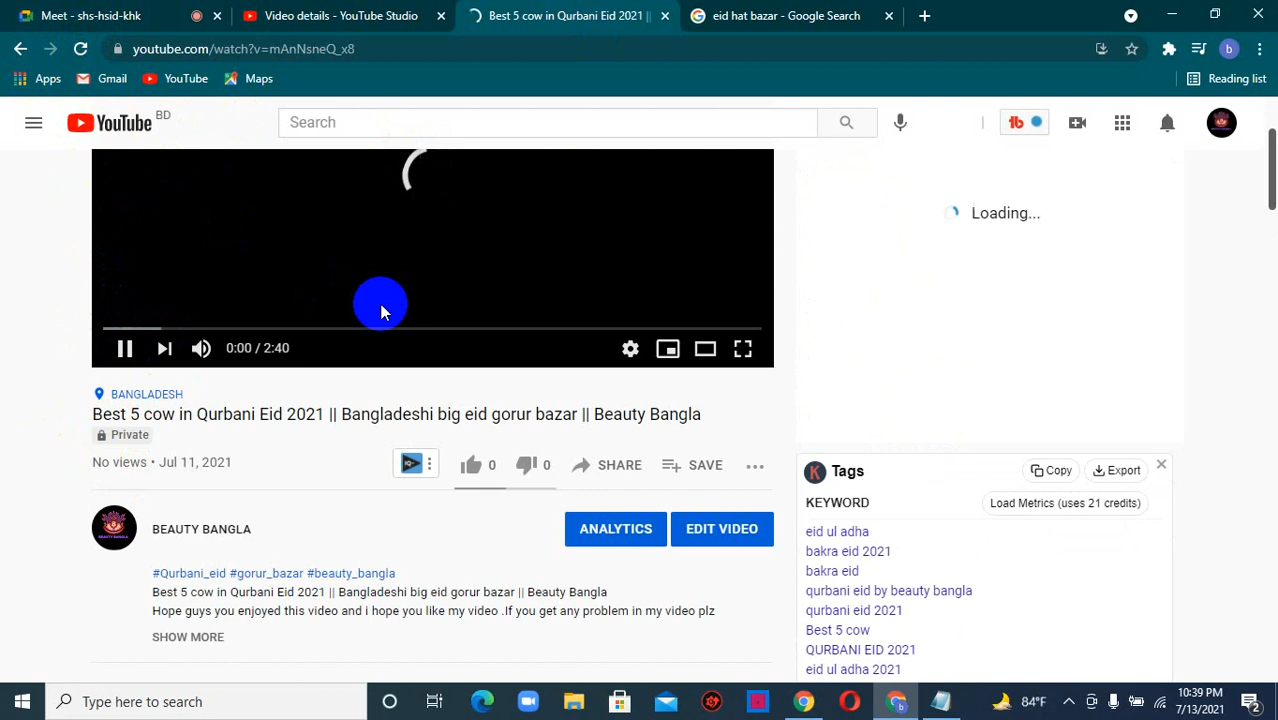 Meet - shs-hsid-khk
Video details - YouTube Studio
Best 5 cow in Qurbani Eid 2021 ||
eid hat bazar - Google Search
youtube.com/watch?v=mAnNsneQ_x8
b
Apps
Gmail
YouTube
Maps
Reading list
YouTube BD
Search
Loading...
0:00 / 2:40
BANGLADESH
Best 5 cow in Qurbani Eid 2021 || Bangladeshi big eid gorur bazar || Beauty Bangla
Private
No views • Jul 11, 2021
0
0
SHARE
SAVE
BEAUTY BANGLA
ANALYTICS
EDIT VIDEO
#Qurbani_eid #gorur_bazar #beauty_bangla
Best 5 cow in Qurbani Eid 2021 || Bangladeshi big eid gorur bazar || Beauty Bangla
Hope guys you enjoyed this video and i hope you like my video .If you get any problem in my video plz
SHOW MORE
K Tags
Copy
Export
KEYWORD
Load Metrics (uses 21 credits)
eid ul adha
bakra eid 2021
bakra eid
qurbani eid by beauty bangla
qurbani eid 2021
Best 5 cow
QURBANI EID 2021
eid ul adha 2021
Type here to search
84°F
10:39 PM
7/13/2021
2